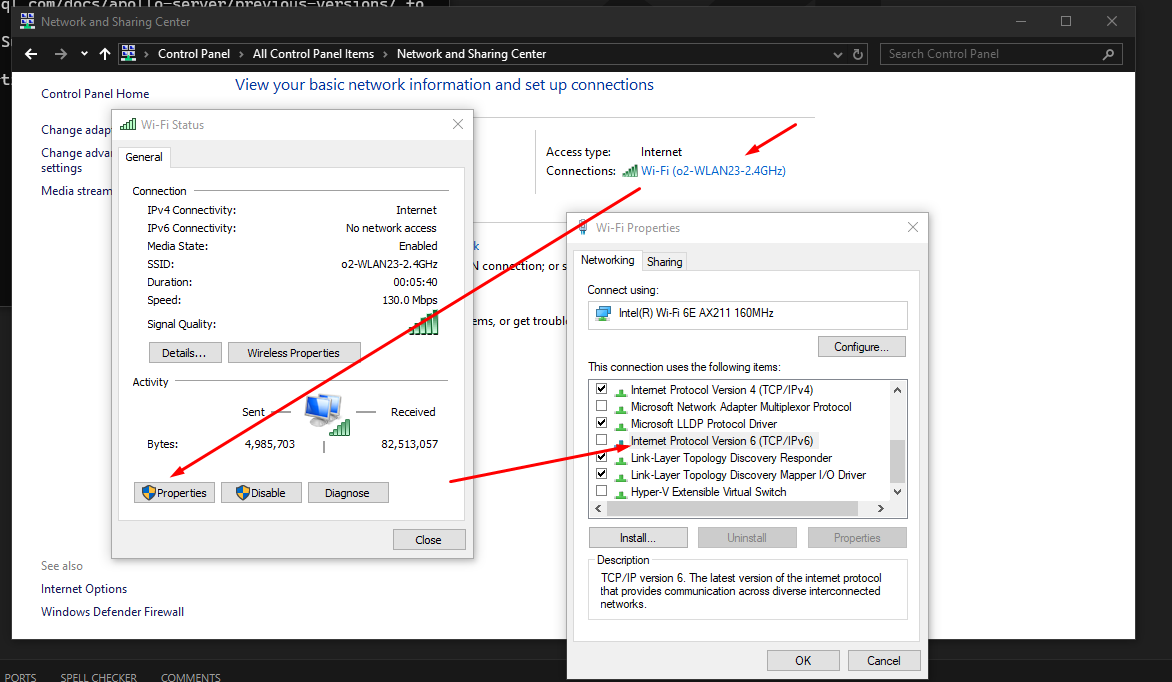 ql.com/docs/apollo-server/previous-versions/ to
Network and Sharing Center
Control Panel > All Control Panel Items > Network and Sharing Center
Search Control Panel
Control Panel Home
Change adap
Change adva
settings
Media stream
View your basic network information and set up connections
Access type: Internet
Connections: Wi-Fi (o2-WLAN23-2.4GHz)
k
N connection; or s
ems, or get troubl
See also
Internet Options
Windows Defender Firewall
Wi-Fi Status
General
Connection
IPv4 Connectivity: Internet
IPv6 Connectivity: No network access
Media State: Enabled
SSID: o2-WLAN23-2.4GHz
Duration: 00:05:40
Speed: 130.0 Mbps
Signal Quality:
Details...
Wireless Properties
Activity
Sent
Received
Bytes: 4,985,703 | 82,513,057
Properties
Disable
Diagnose
Close
Wi-Fi Properties
Networking
Sharing
Connect using:
Intel(R) Wi-Fi 6E AX211 160MHz
Configure...
This connection uses the following items:
Internet Protocol Version 4 (TCP/IPv4)
Microsoft Network Adapter Multiplexor Protocol
Microsoft LLDP Protocol Driver
Internet Protocol Version 6 (TCP/IPv6)
Link-Layer Topology Discovery Responder
Link-Layer Topology Discovery Mapper I/O Driver
Hyper-V Extensible Virtual Switch
Install...
Uninstall
Properties
Description
TCP/IP version 6. The latest version of the internet protocol
that provides communication across diverse interconnected
networks.
OK
Cancel
PORTS
SPELL CHECKER
COMMENTS